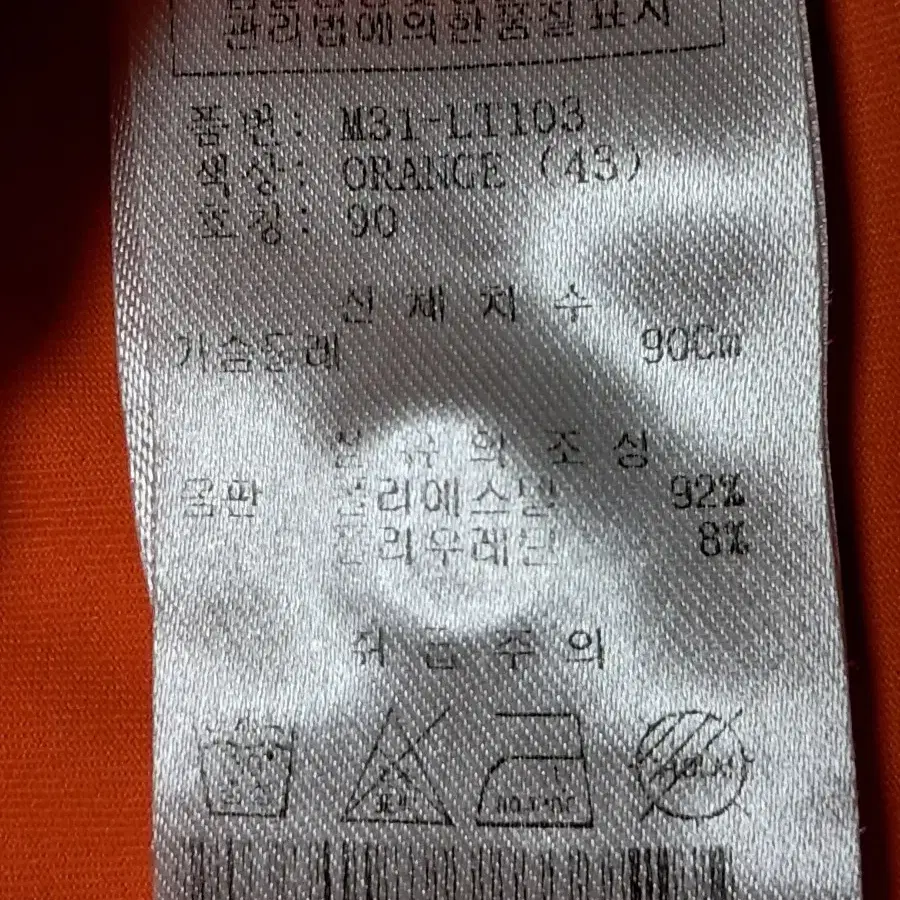 관리법에의한품질표시
품번: M31-LT103
색상: ORANGE (43)
호칭: 90
신 체 치 수
가슴둘레 90Cm
섬 유 의 조 성
몸판 폴리에스텔 92%
폴리우레탄 8%
취 급 주 의